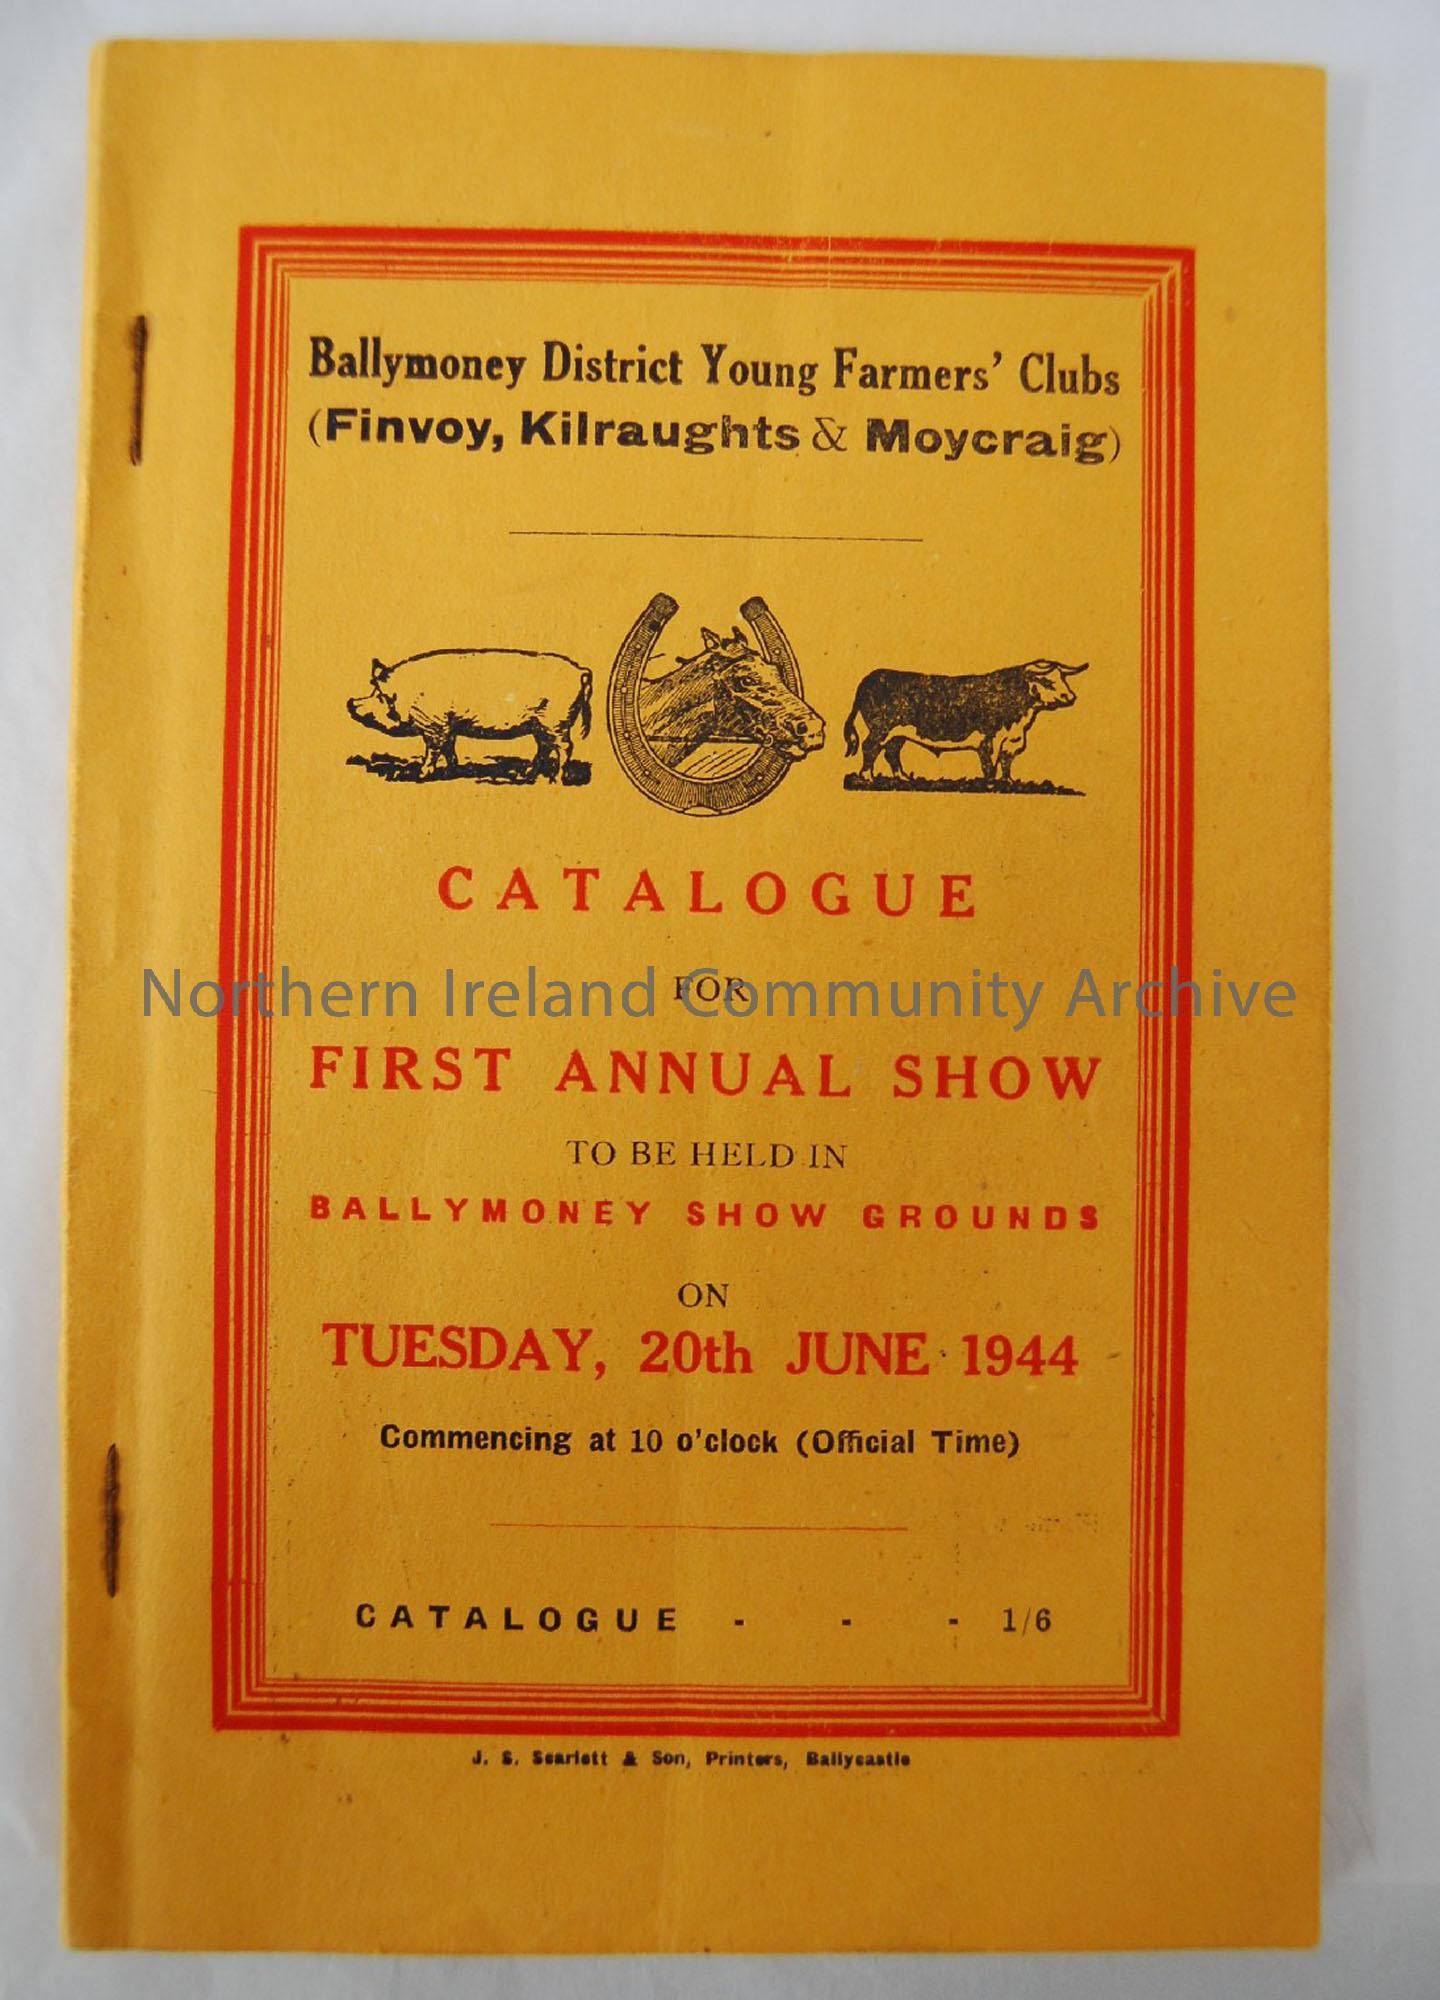 Ballymoney District Young Farmers' Clubs
(Finvoy, Kilraughts & Moycraig)
CATALOGUE
FOR
Northern Ireland Community Archive
FIRST ANNUAL SHOW
TO BE HELD IN
BALLYMONEY SHOW GROUNDS
ON
TUESDAY, 20th JUNE 1944
Commencing at 10 o'clock (Official Time)
CATALOGUE - - - 1/6
J. S. Scarlett & Son, Printers, Ballycastle